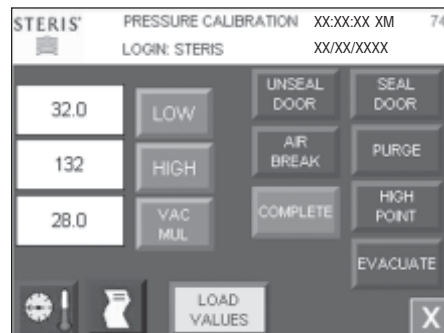 STERIS® PRESSURE CALIBRATION XX:XX:XX XM 74
LOGIN: STERIS XX/XX/XXXX
UNSEAL DOOR
SEAL DOOR
32.0 LOW
AIR BREAK
PURGE
132 HIGH
COMPLETE
HIGH POINT
28.0 VAC MUL
EVACUATE
LOAD VALUES
X